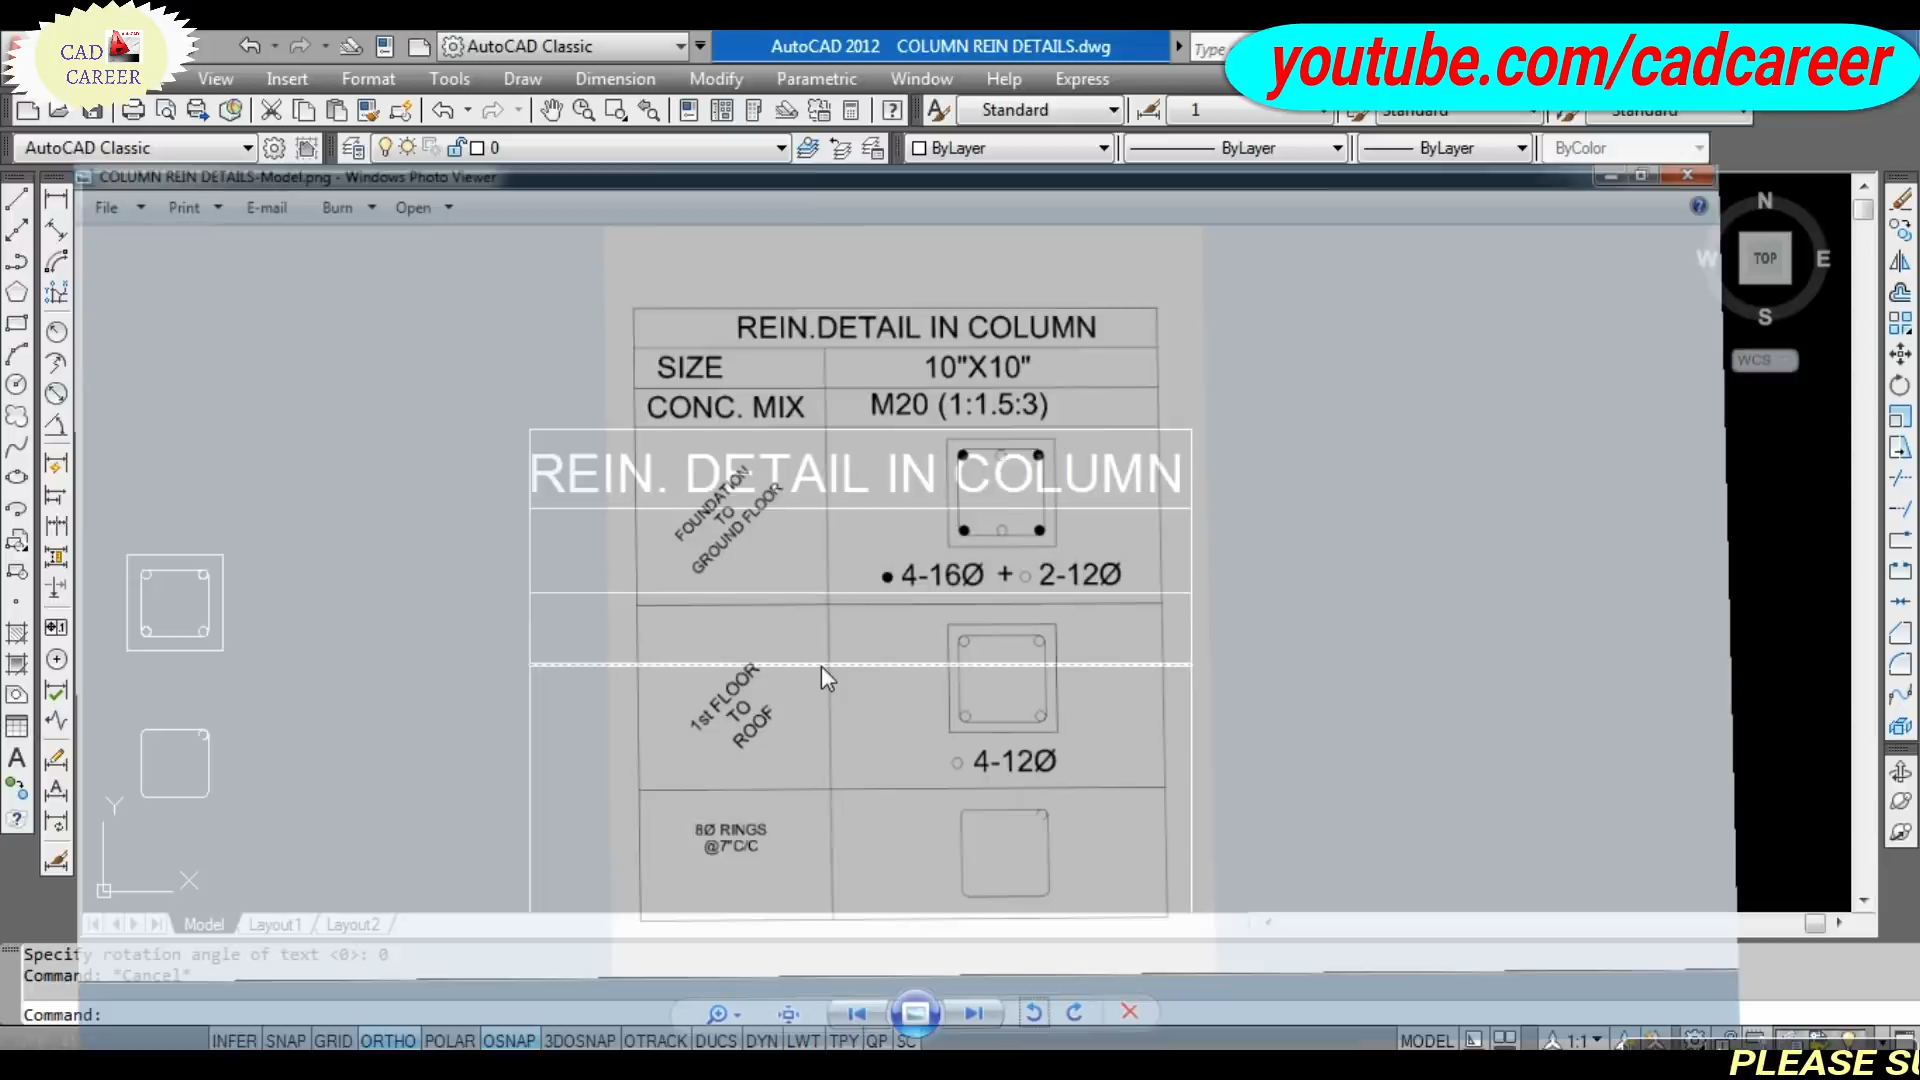 CAD
CAREER
AutoCAD Classic
AutoCAD 2012 COLUMN REIN DETAILS.dwg
Type
youtube.com/cadcareer
View Insert Format Tools Draw Dimension Modify Parametric Window Help Express
Standard
1
Standard
Standard
AutoCAD Classic
0
ByLayer
ByLayer
ByLayer
ByColor
COLUMN REIN DETAILS-Model.png - Windows Photo Viewer
File Print E-mail Burn Open
N
W
TOP
E
S
WCS
REIN.DETAIL IN COLUMN
SIZE 10"X10"
CONC. MIX M20 (1:1.5:3)
REIN. DETAIL IN COLUMN
FOUNDATION
TO
GROUND FLOOR
4-16Ø + 2-12Ø
1st FLOOR
TO
ROOF
4-12Ø
8Ø RINGS
@7"C/C
Y
X
Model Layout1 Layout2
Specify rotation angle of text <0>: 0
Command: *Cancel*
Command:
INFER SNAP GRID ORTHO POLAR OSNAP 3DOSNAP OTRACK DUCS DYN LWT TPY QP SC
MODEL
1:1
PLEASE SU